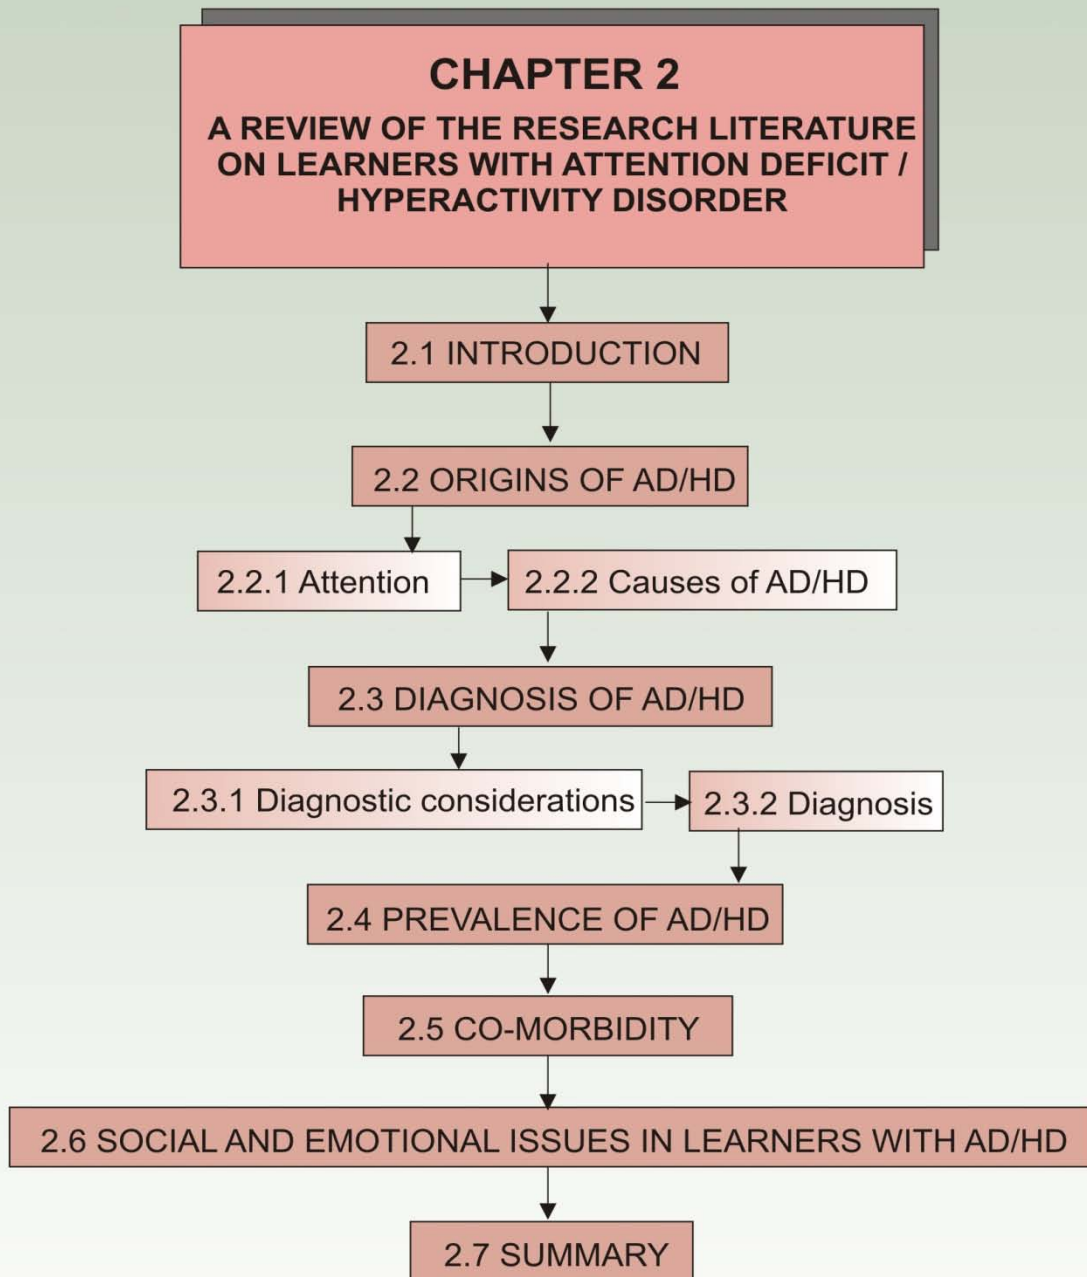 CHAPTER 2
A REVIEW OF THE RESEARCH LITERATURE
ON LEARNERS WITH ATTENTION DEFICIT /
HYPERACTIVITY DISORDER
2.1 INTRODUCTION
2.2 ORIGINS OF AD/HD
2.2.1 Attention
2.2.2 Causes of AD/HD
2.3 DIAGNOSIS OF AD/HD
2.3.1 Diagnostic considerations
2.3.2 Diagnosis
2.4 PREVALENCE OF AD/HD
2.5 CO-MORBIDITY
2.6 SOCIAL AND EMOTIONAL ISSUES IN LEARNERS WITH AD/HD
2.7 SUMMARY